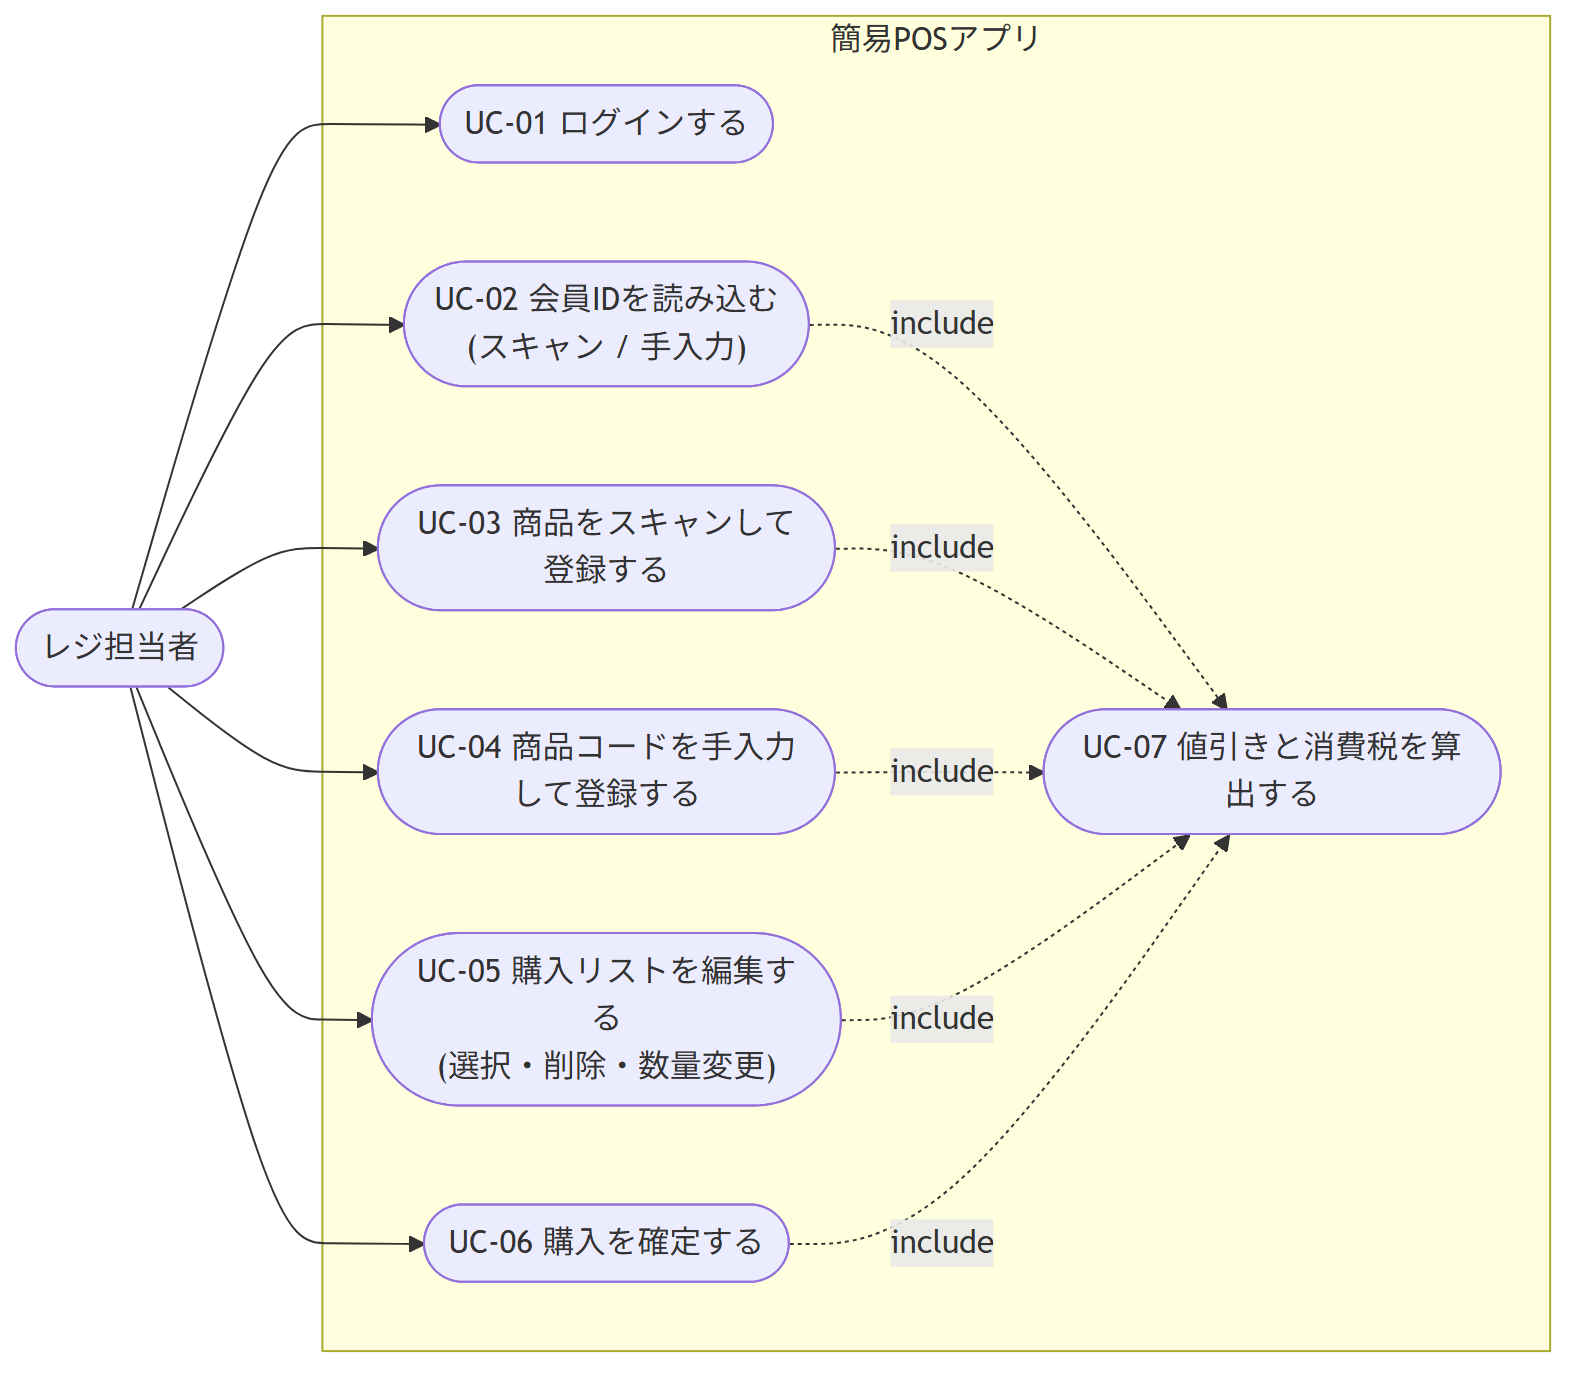 簡易POSアプリ
UC-01 ログインする
UC-02 会員IDを読み込む
(スキャン / 手入力)
include
UC-03 商品をスキャンして
登録する
include
レジ担当者
UC-04 商品コードを手入力
して登録する
include
UC-07 値引きと消費税を算
出する
UC-05 購入リストを編集す
る
(選択・削除・数量変更)
include
UC-06 購入を確定する
include